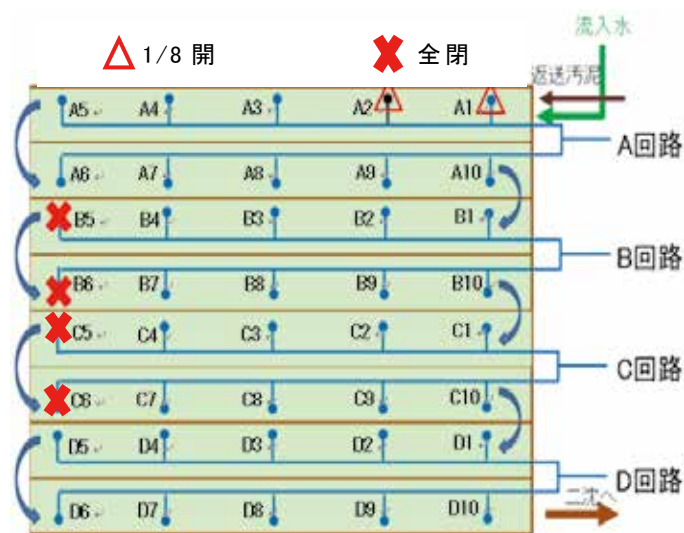 流入水
1/8 開 全閉
返送汚泥
A5 A4 A3 A2 A1
A回路
A6 A7 A8 A9 A10
B5 B4 B3 B2 B1
B回路
B6 B7 B8 B9 B10
C5 C4 C3 C2 C1
C回路
C6 C7 C8 C9 C10
D5 D4 D3 D2 D1
二沈へ D回路
D6 D7 D8 D9 D10